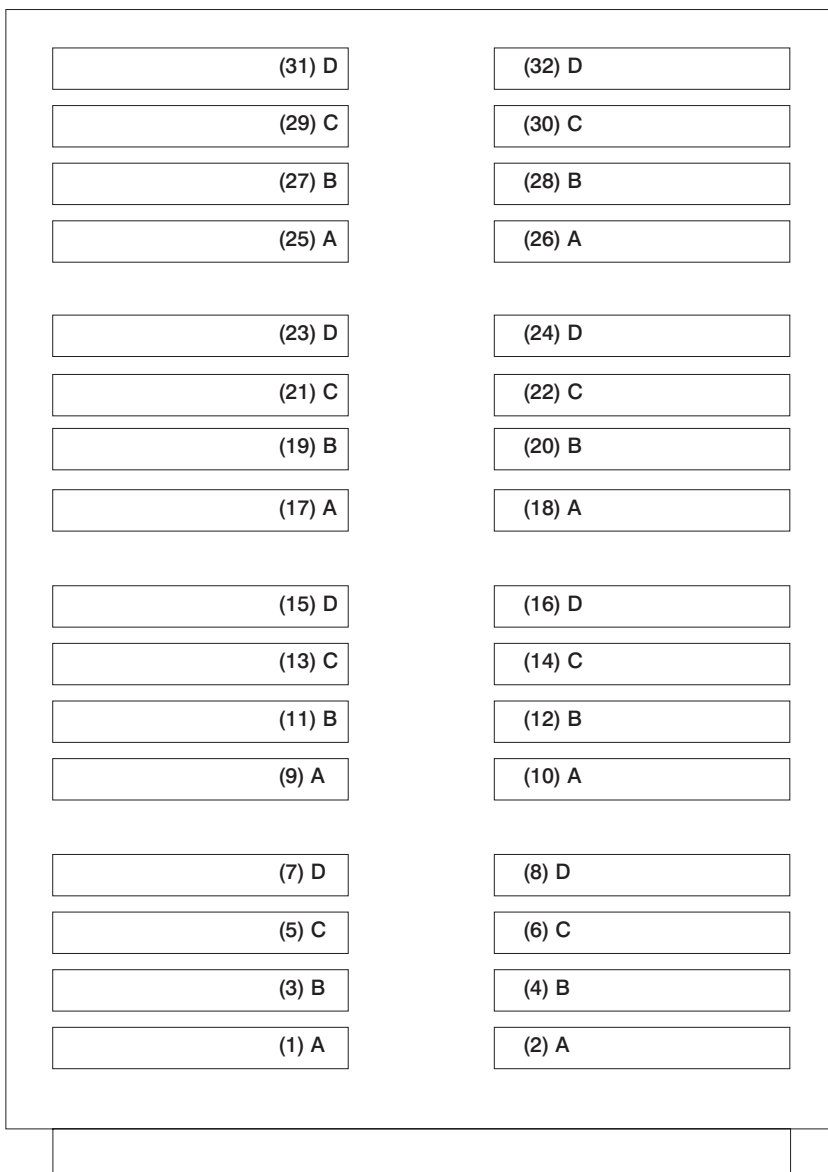 (31) D (32) D
(29) C (30) C
(27) B (28) B
(25) A (26) A
(23) D (24) D
(21) C (22) C
(19) B (20) B
(17) A (18) A
(15) D (16) D
(13) C (14) C
(11) B (12) B
(9) A (10) A
(7) D (8) D
(5) C (6) C
(3) B (4) B
(1) A (2) A